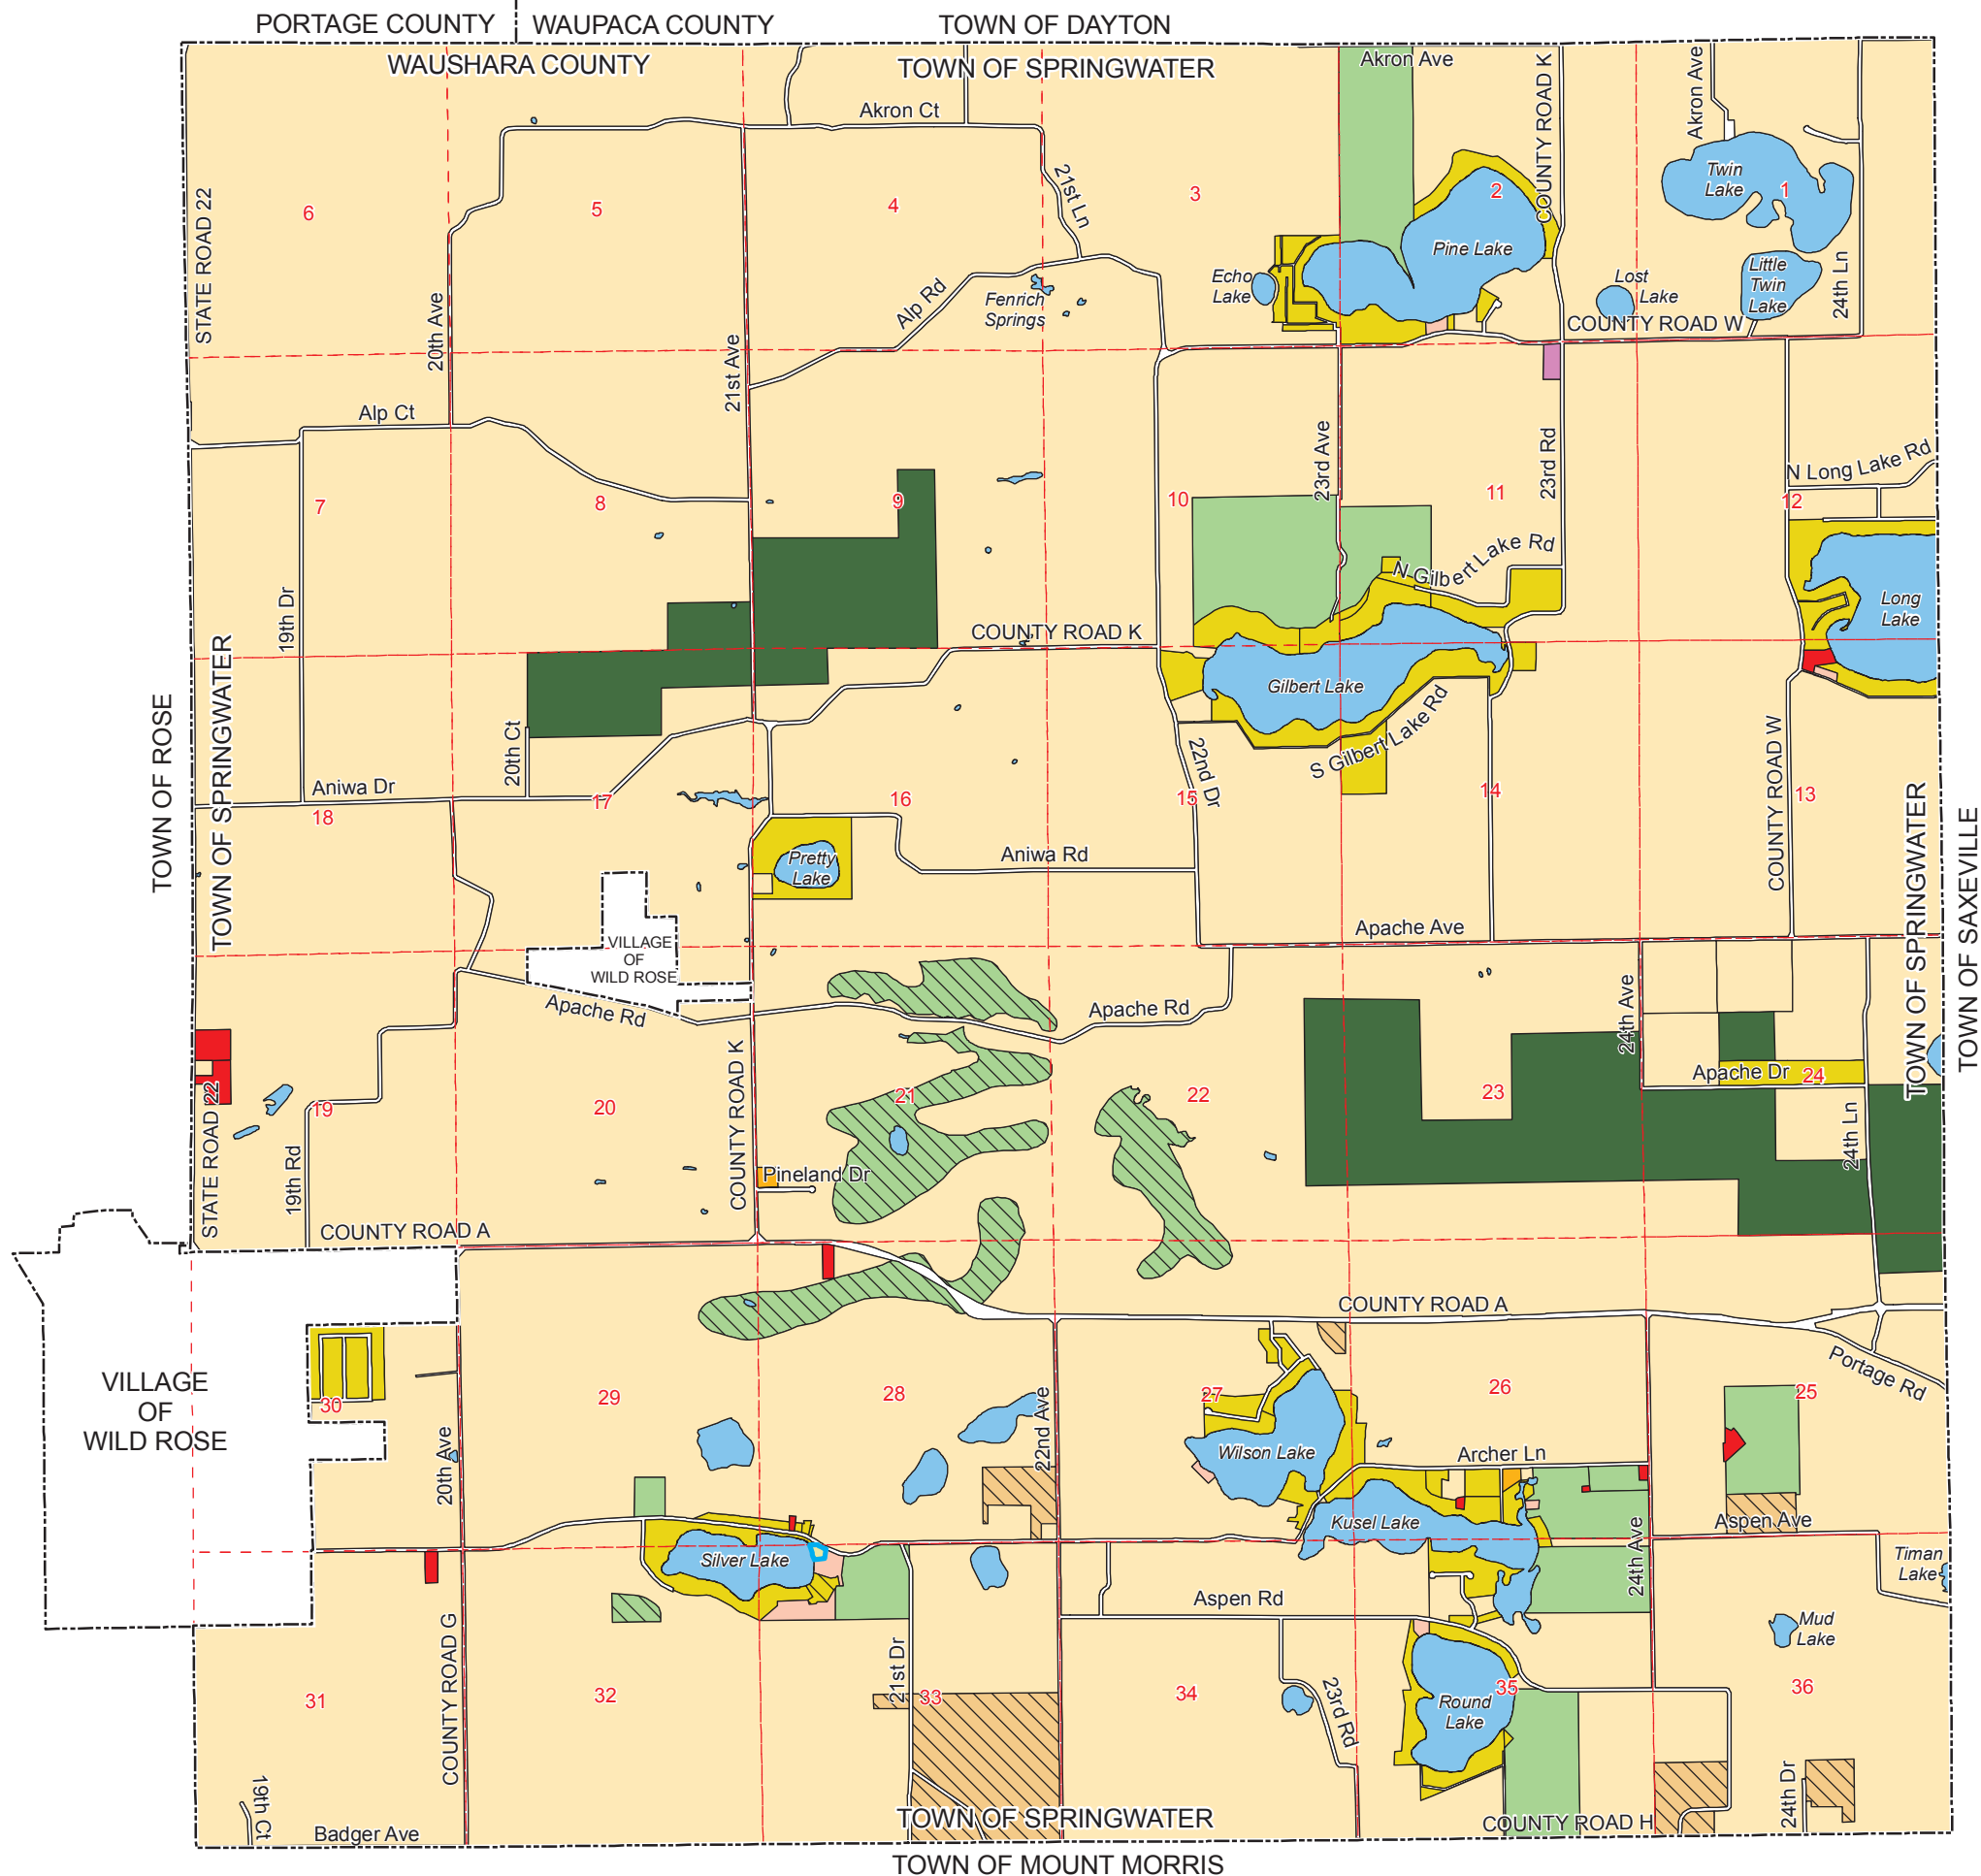 PORTAGE COUNTY
WAUPACA COUNTY
TOWN OF DAYTON
WAUSHARA COUNTY
TOWN OF SPRINGWATER
Akron Ave
COUNTY ROAD K
Akron Ave
Akron Ct
21st Ln
STATE ROAD 22
6
5
4
3
2
1
Twin
Lake
Pine Lake
Echo
Lake
Lost
Lake
Little
Twin
Lake
24th Ln
Fenrich
Springs
Alp Rd
20th Ave
21st Ave
COUNTY ROAD W
Alp Ct
23rd Ave
23rd Rd
N Long Lake Rd
7
8
9
10
11
12
N Gilbert Lake Rd
19th Dr
COUNTY ROAD K
Long
Lake
Gilbert Lake
S Gilbert Lake Rd
TOWN OF ROSE
TOWN OF SPRINGWATER
20th Ct
22nd Dr
COUNTY ROAD W
Aniwa Dr
18
17
16
15
14
13
Pretty
Lake
Aniwa Rd
Apache Ave
VILLAGE
OF
WILD ROSE
TOWN OF SPRINGWATER
TOWN OF SAXEVILLE
Apache Rd
Apache Rd
24th Ave
Apache Dr
STATE ROAD 22
19
20
21
22
23
24
19th Rd
COUNTY ROAD K
Pineland Dr
24th Ln
COUNTY ROAD A
COUNTY ROAD A
Portage Rd
VILLAGE
OF
WILD ROSE
30
29
28
27
26
25
20th Ave
22nd Ave
Wilson Lake
Archer Ln
Kusel Lake
Aspen Ave
Silver Lake
24th Ave
Timan
Lake
Aspen Rd
Mud
Lake
COUNTY ROAD G
21st Dr
23rd Rd
31
32
33
34
35
36
Round
Lake
19th Ct
24th Dr
Badger Ave
TOWN OF SPRINGWATER
COUNTY ROAD H
TOWN OF MOUNT MORRIS